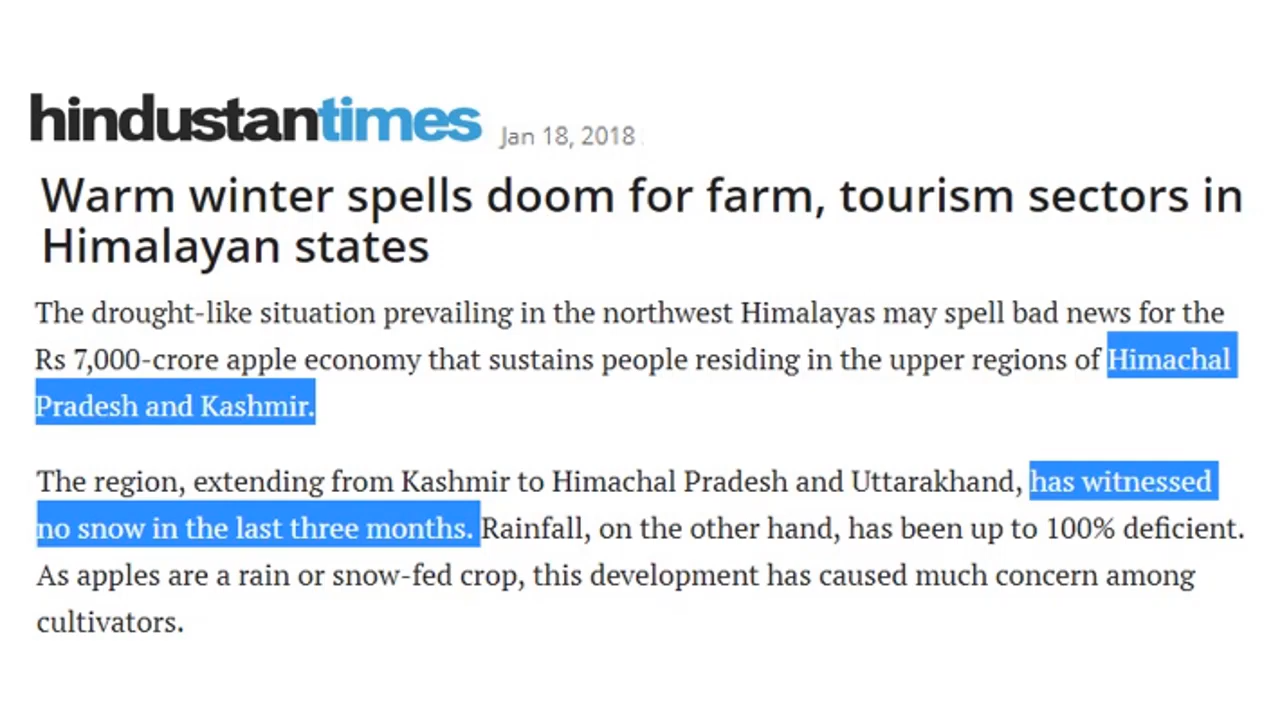 hindustantimes Jan 18, 2018
Warm winter spells doom for farm, tourism sectors in
Himalayan states
The drought-like situation prevailing in the northwest Himalayas may spell bad news for the
Rs 7,000-crore apple economy that sustains people residing in the upper regions of Himachal
Pradesh and Kashmir.
The region, extending from Kashmir to Himachal Pradesh and Uttarakhand, has witnessed
no snow in the last three months. Rainfall, on the other hand, has been up to 100% deficient.
As apples are a rain or snow-fed crop, this development has caused much concern among
cultivators.